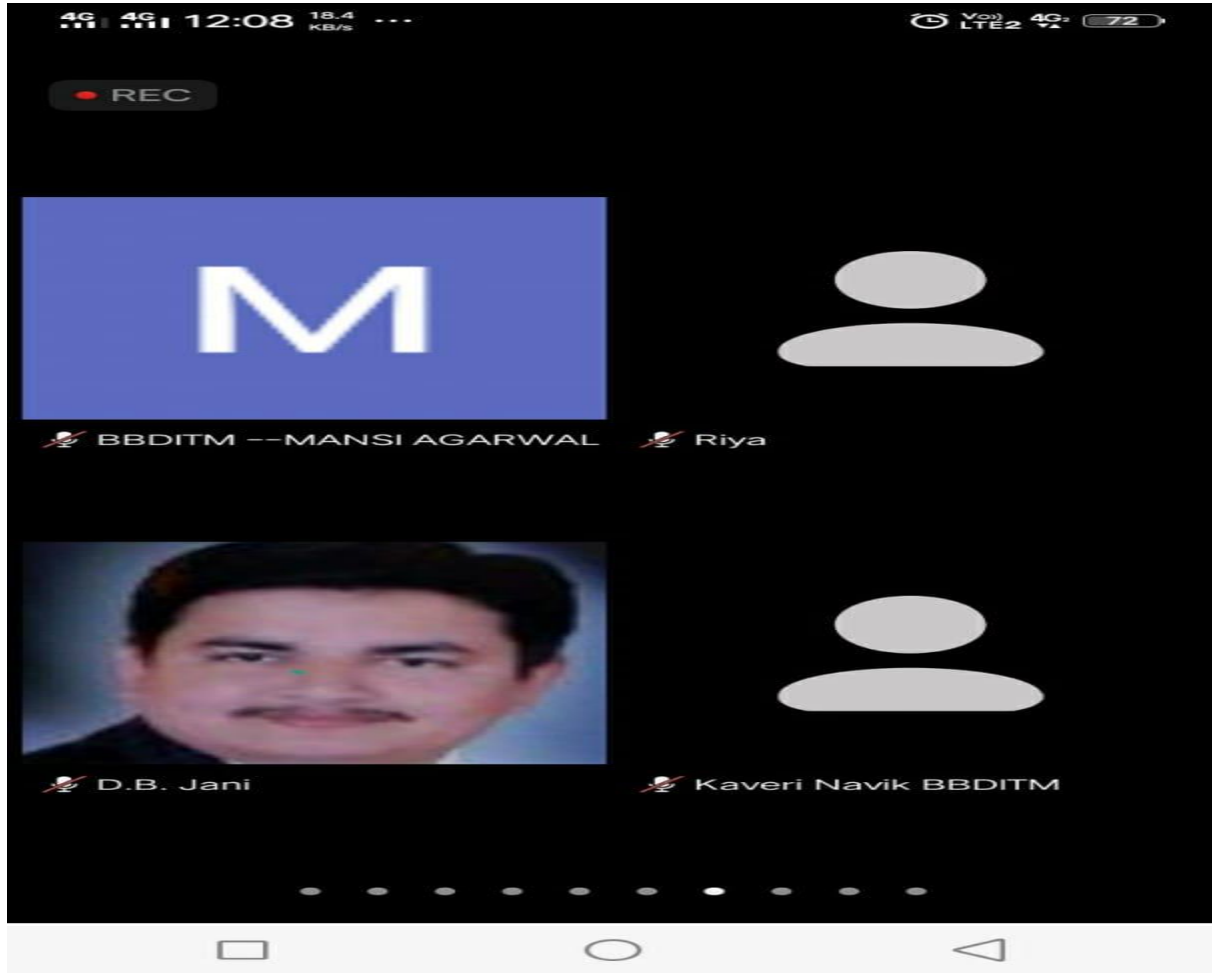 4G 4G 12:08 18.4 KB/s ... Vo)) LTE2 4G2 72
REC
M
BBDITM --MANSI AGARWAL Riya
D.B. Jani Kaveri Navik BBDITM